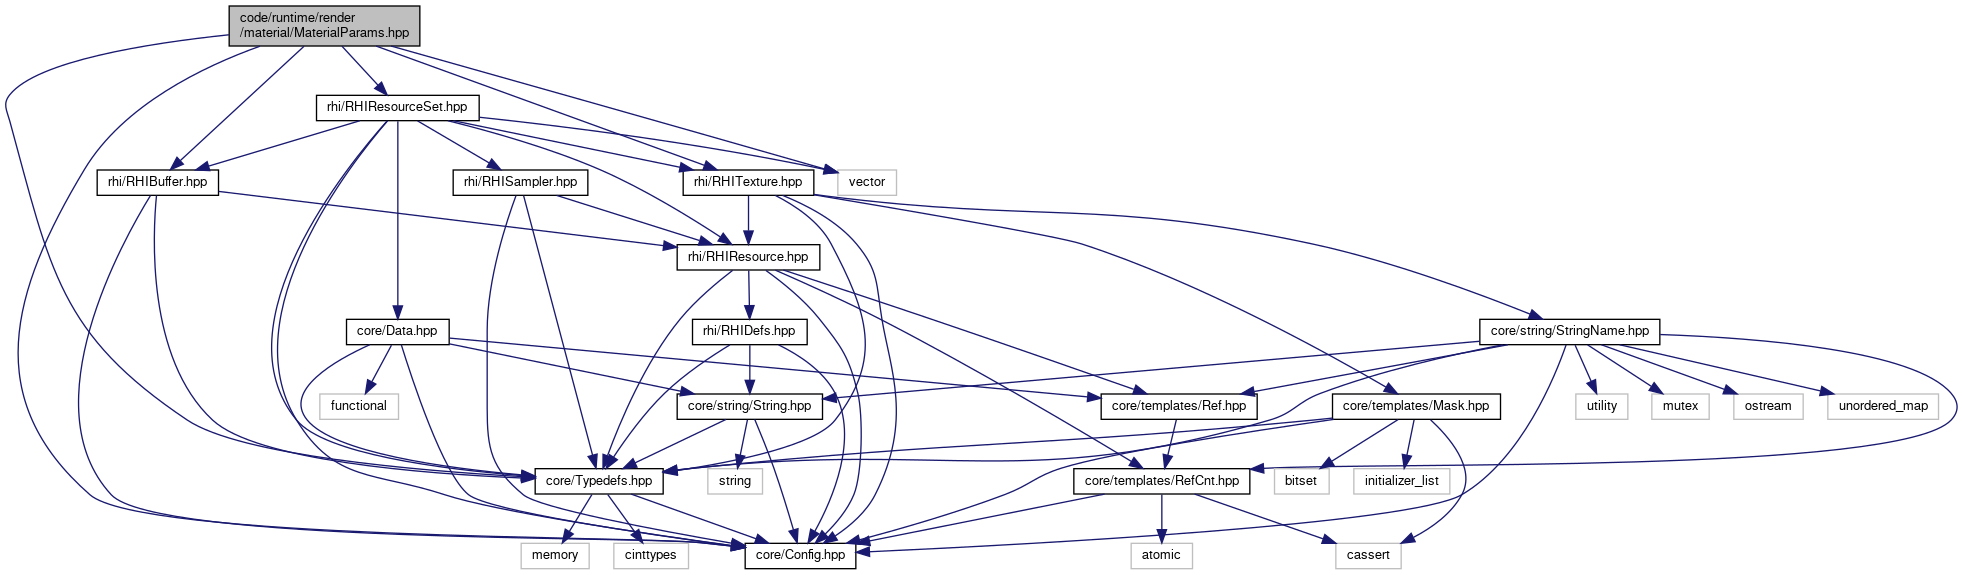 code/runtime/render
/material/MaterialParams.hpp
rhi/RHIResourceSet.hpp
rhi/RHIBuffer.hpp
rhi/RHISampler.hpp
rhi/RHITexture.hpp
vector
rhi/RHIResource.hpp
core/Data.hpp
rhi/RHIDefs.hpp
core/string/StringName.hpp
functional
core/string/String.hpp
core/templates/Ref.hpp
core/templates/Mask.hpp
utility
mutex
ostream
unordered_map
core/Typedefs.hpp
string
core/templates/RefCnt.hpp
bitset
initializer_list
memory
cinttypes
core/Config.hpp
atomic
cassert